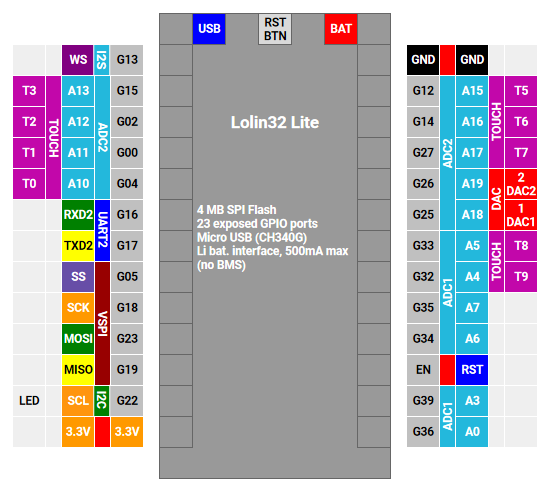 USB
RST
BTN
BAT
WS I2S G13
GND GND
T3 A13 G15
G12 A15 T5
T2 A12 G02
G14 A16 T6
T1 A11 G00
G27 A17 T7
T0 A10 G04
G26 A19 2
DAC2
TOUCH
ADC2
ADC2
TOUCH
DAC
RXD2 G16
G25 A18 1
DAC1
TXD2 G17
G33 A5 T8
UART2
SS G05
G32 A4 T9
TOUCH
SCK G18
G35 A7
MOSI G23
G34 A6
VSPI
ADC1
MISO G19
EN RST
LED SCL I2C G22
G39 A3
3.3V 3.3V
G36 A0
ADC1
Lolin32 Lite
4 MB SPI Flash
23 exposed GPIO ports
Micro USB (CH340G)
Li bat. interface, 500mA max
(no BMS)